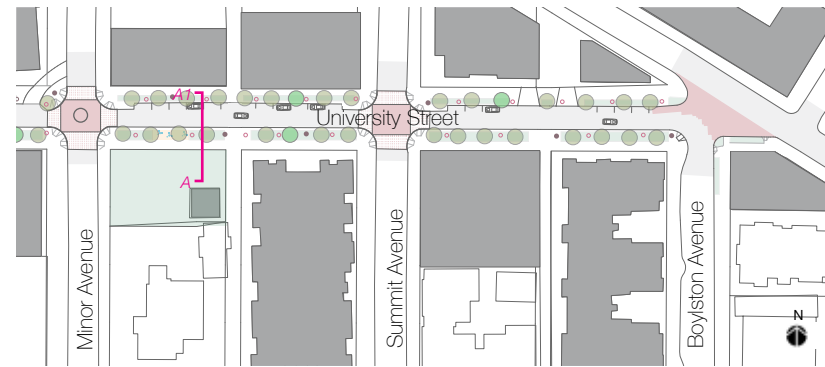 A1
University Street
A
Minor Avenue
Summit Avenue
Boylston Avenue
N